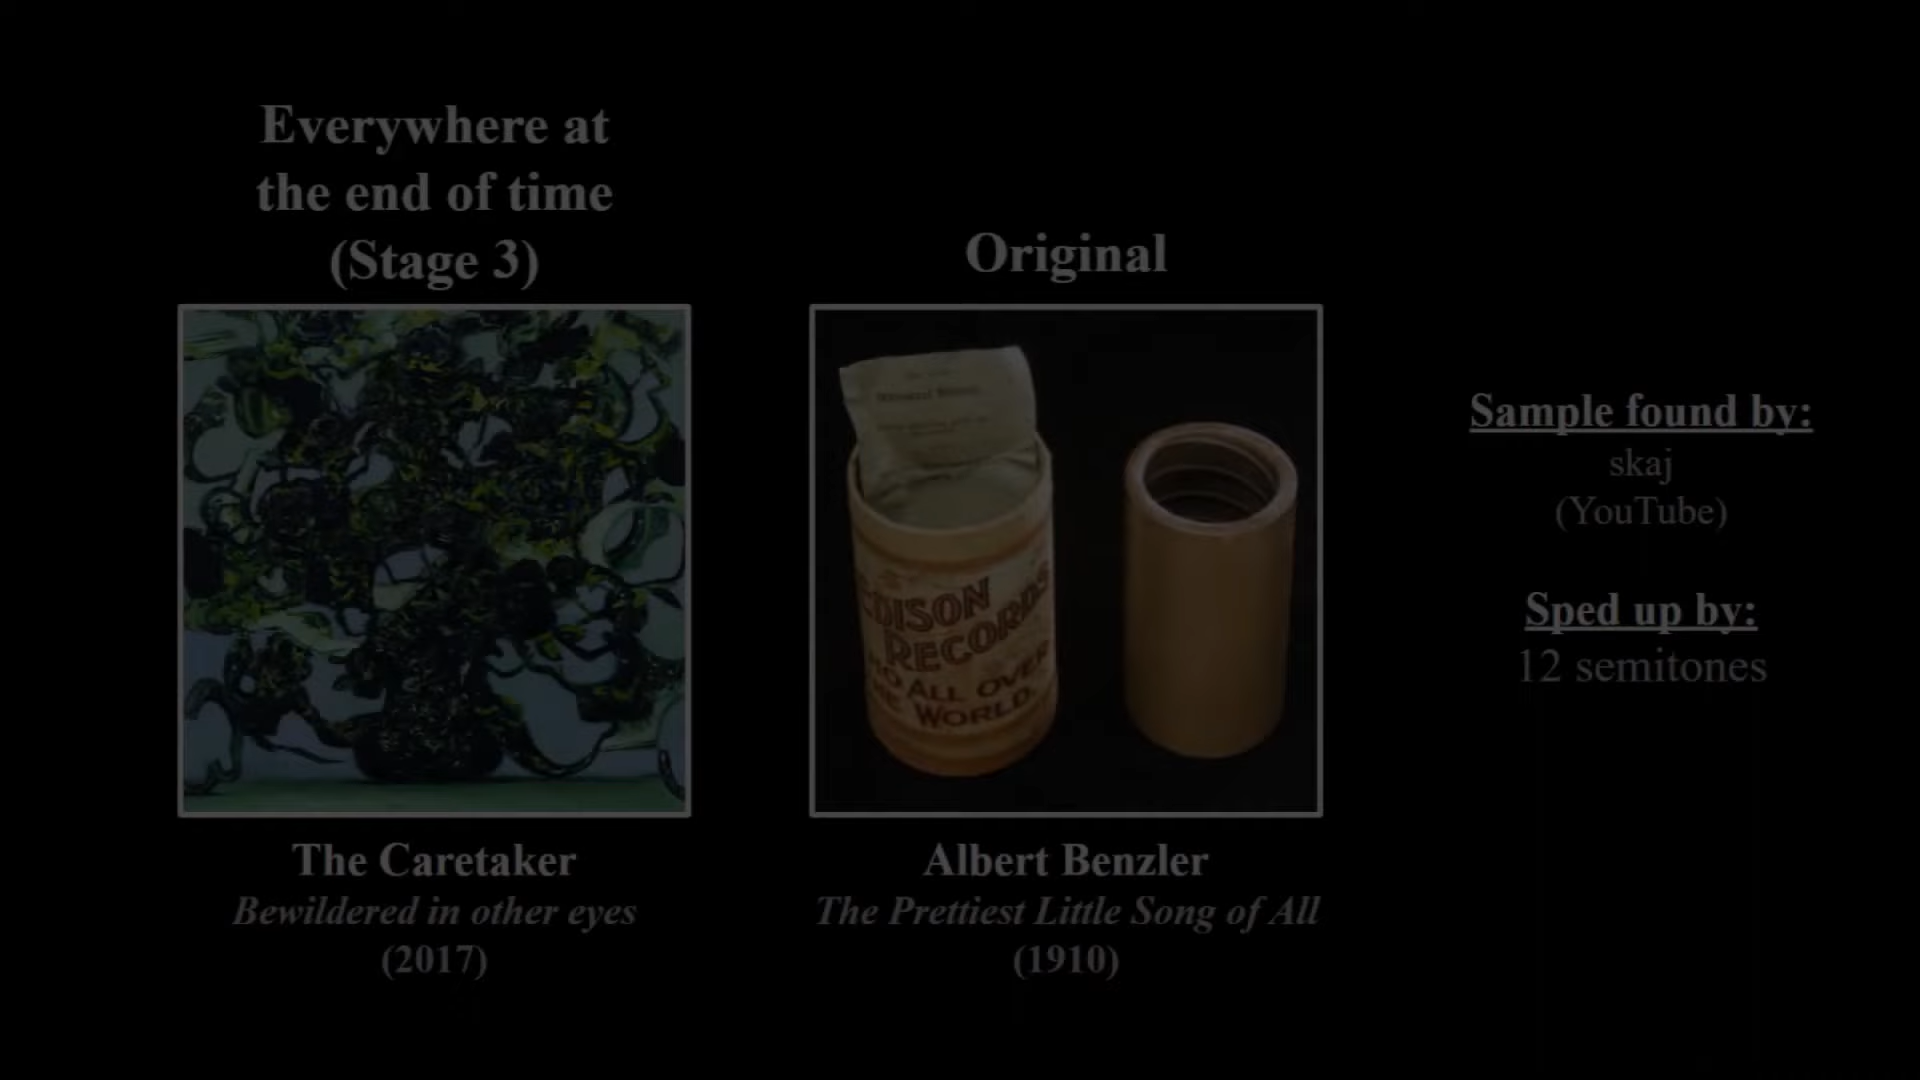 Everywhere at
the end of time
(Stage 3)
The Caretaker
Bewildered in other eyes
(2017)
Original
EDISON
RECORDS
ALL OVER
WORLD.
Albert Benzler
The Prettiest Little Song of All
(1910)
Sample found by:
skaj
(YouTube)
Sped up by:
12 semitones